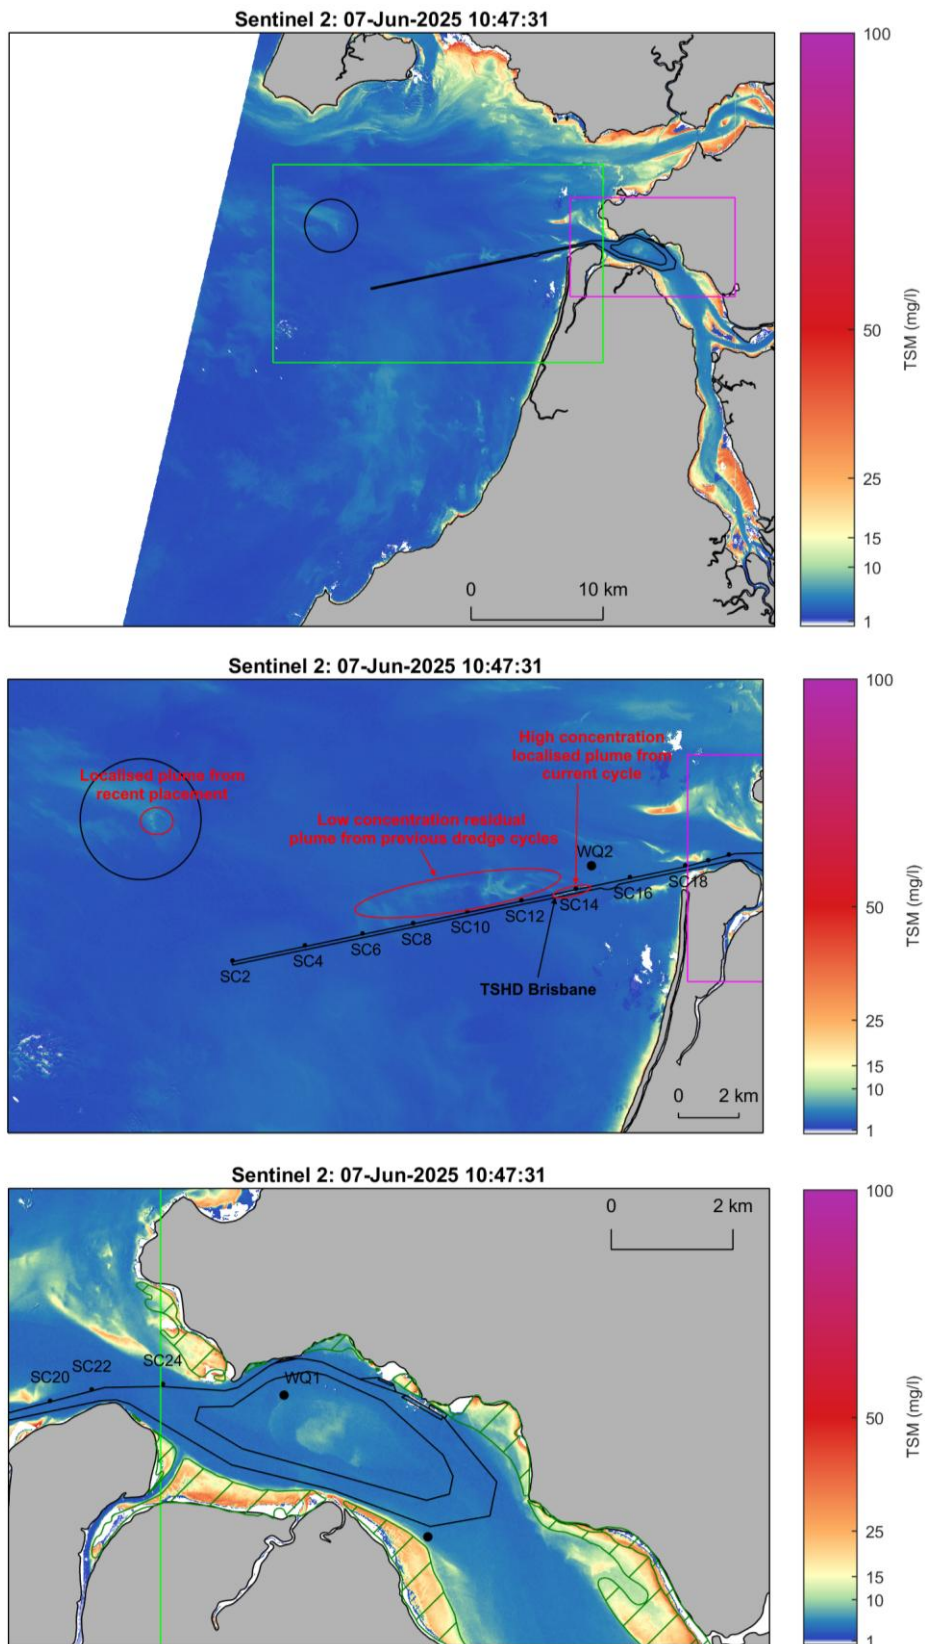 Sentinel 2: 07-Jun-2025 10:47:31
100
50
25
15
10
1
TSM (mg/l)
0 10 km
Sentinel 2: 07-Jun-2025 10:47:31
High concentration
localised plume from
current cycle
Localised plume from
recent placement
Low concentration residual
plume from previous dredge cycles
WQ2
SC18
SC16
SC14
SC12
SC10
SC8
SC6
SC4
SC2
TSHD Brisbane
0 2 km
100
50
25
15
10
1
TSM (mg/l)
Sentinel 2: 07-Jun-2025 10:47:31
0 2 km
SC24
SC22
SC20
WQ1
100
50
25
15
10
1
TSM (mg/l)